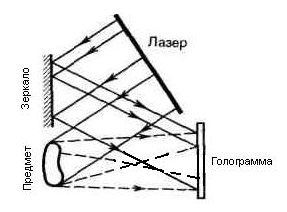 Лазер
Зеркало
Предмет
Голограмма